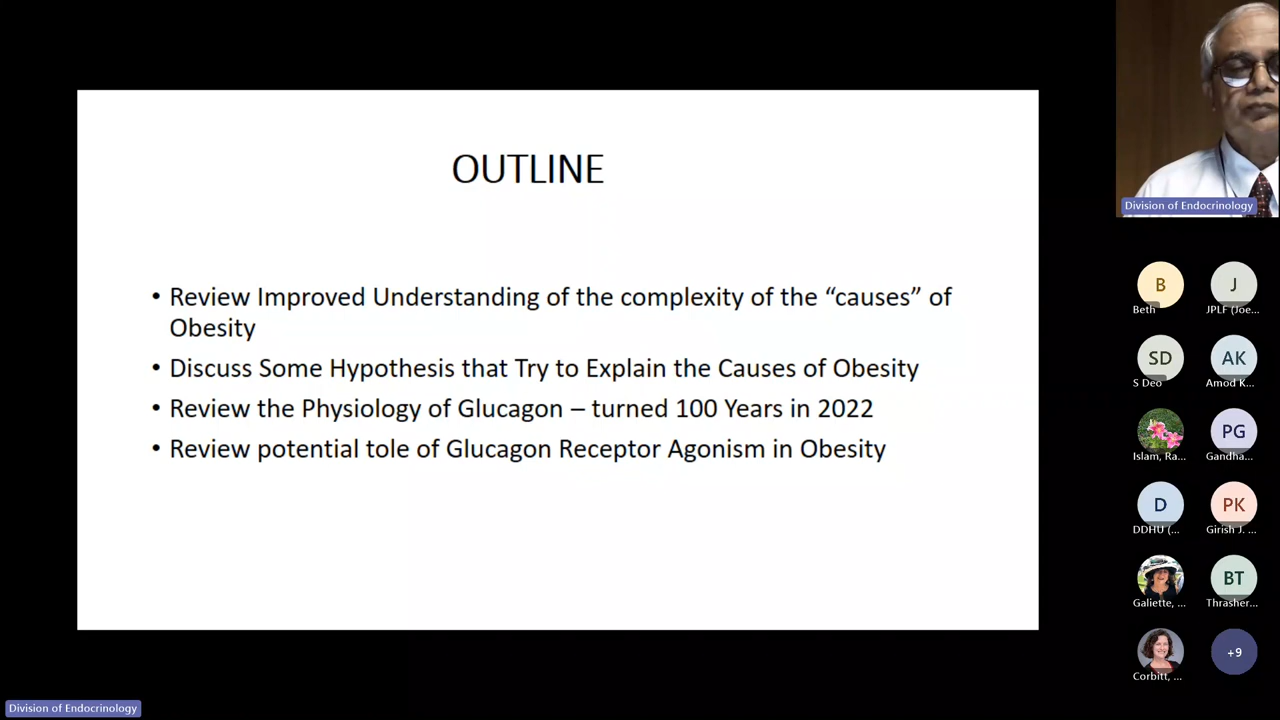 OUTLINE
• Review Improved Understanding of the complexity of the “causes” of
Obesity
• Discuss Some Hypothesis that Try to Explain the Causes of Obesity
• Review the Physiology of Glucagon – turned 100 Years in 2022
• Review potential tole of Glucagon Receptor Agonism in Obesity
Division of Endocrinology
B
J
Beth
JPLF (Joe...
SD
AK
S Deo
Amod K...
PG
Islam, Ra...
Gandha...
D
PK
DDHU (...
Girish J. ...
BT
Galiette, ...
Thrasher...
+9
Corbitt, ...
Division of Endocrinology